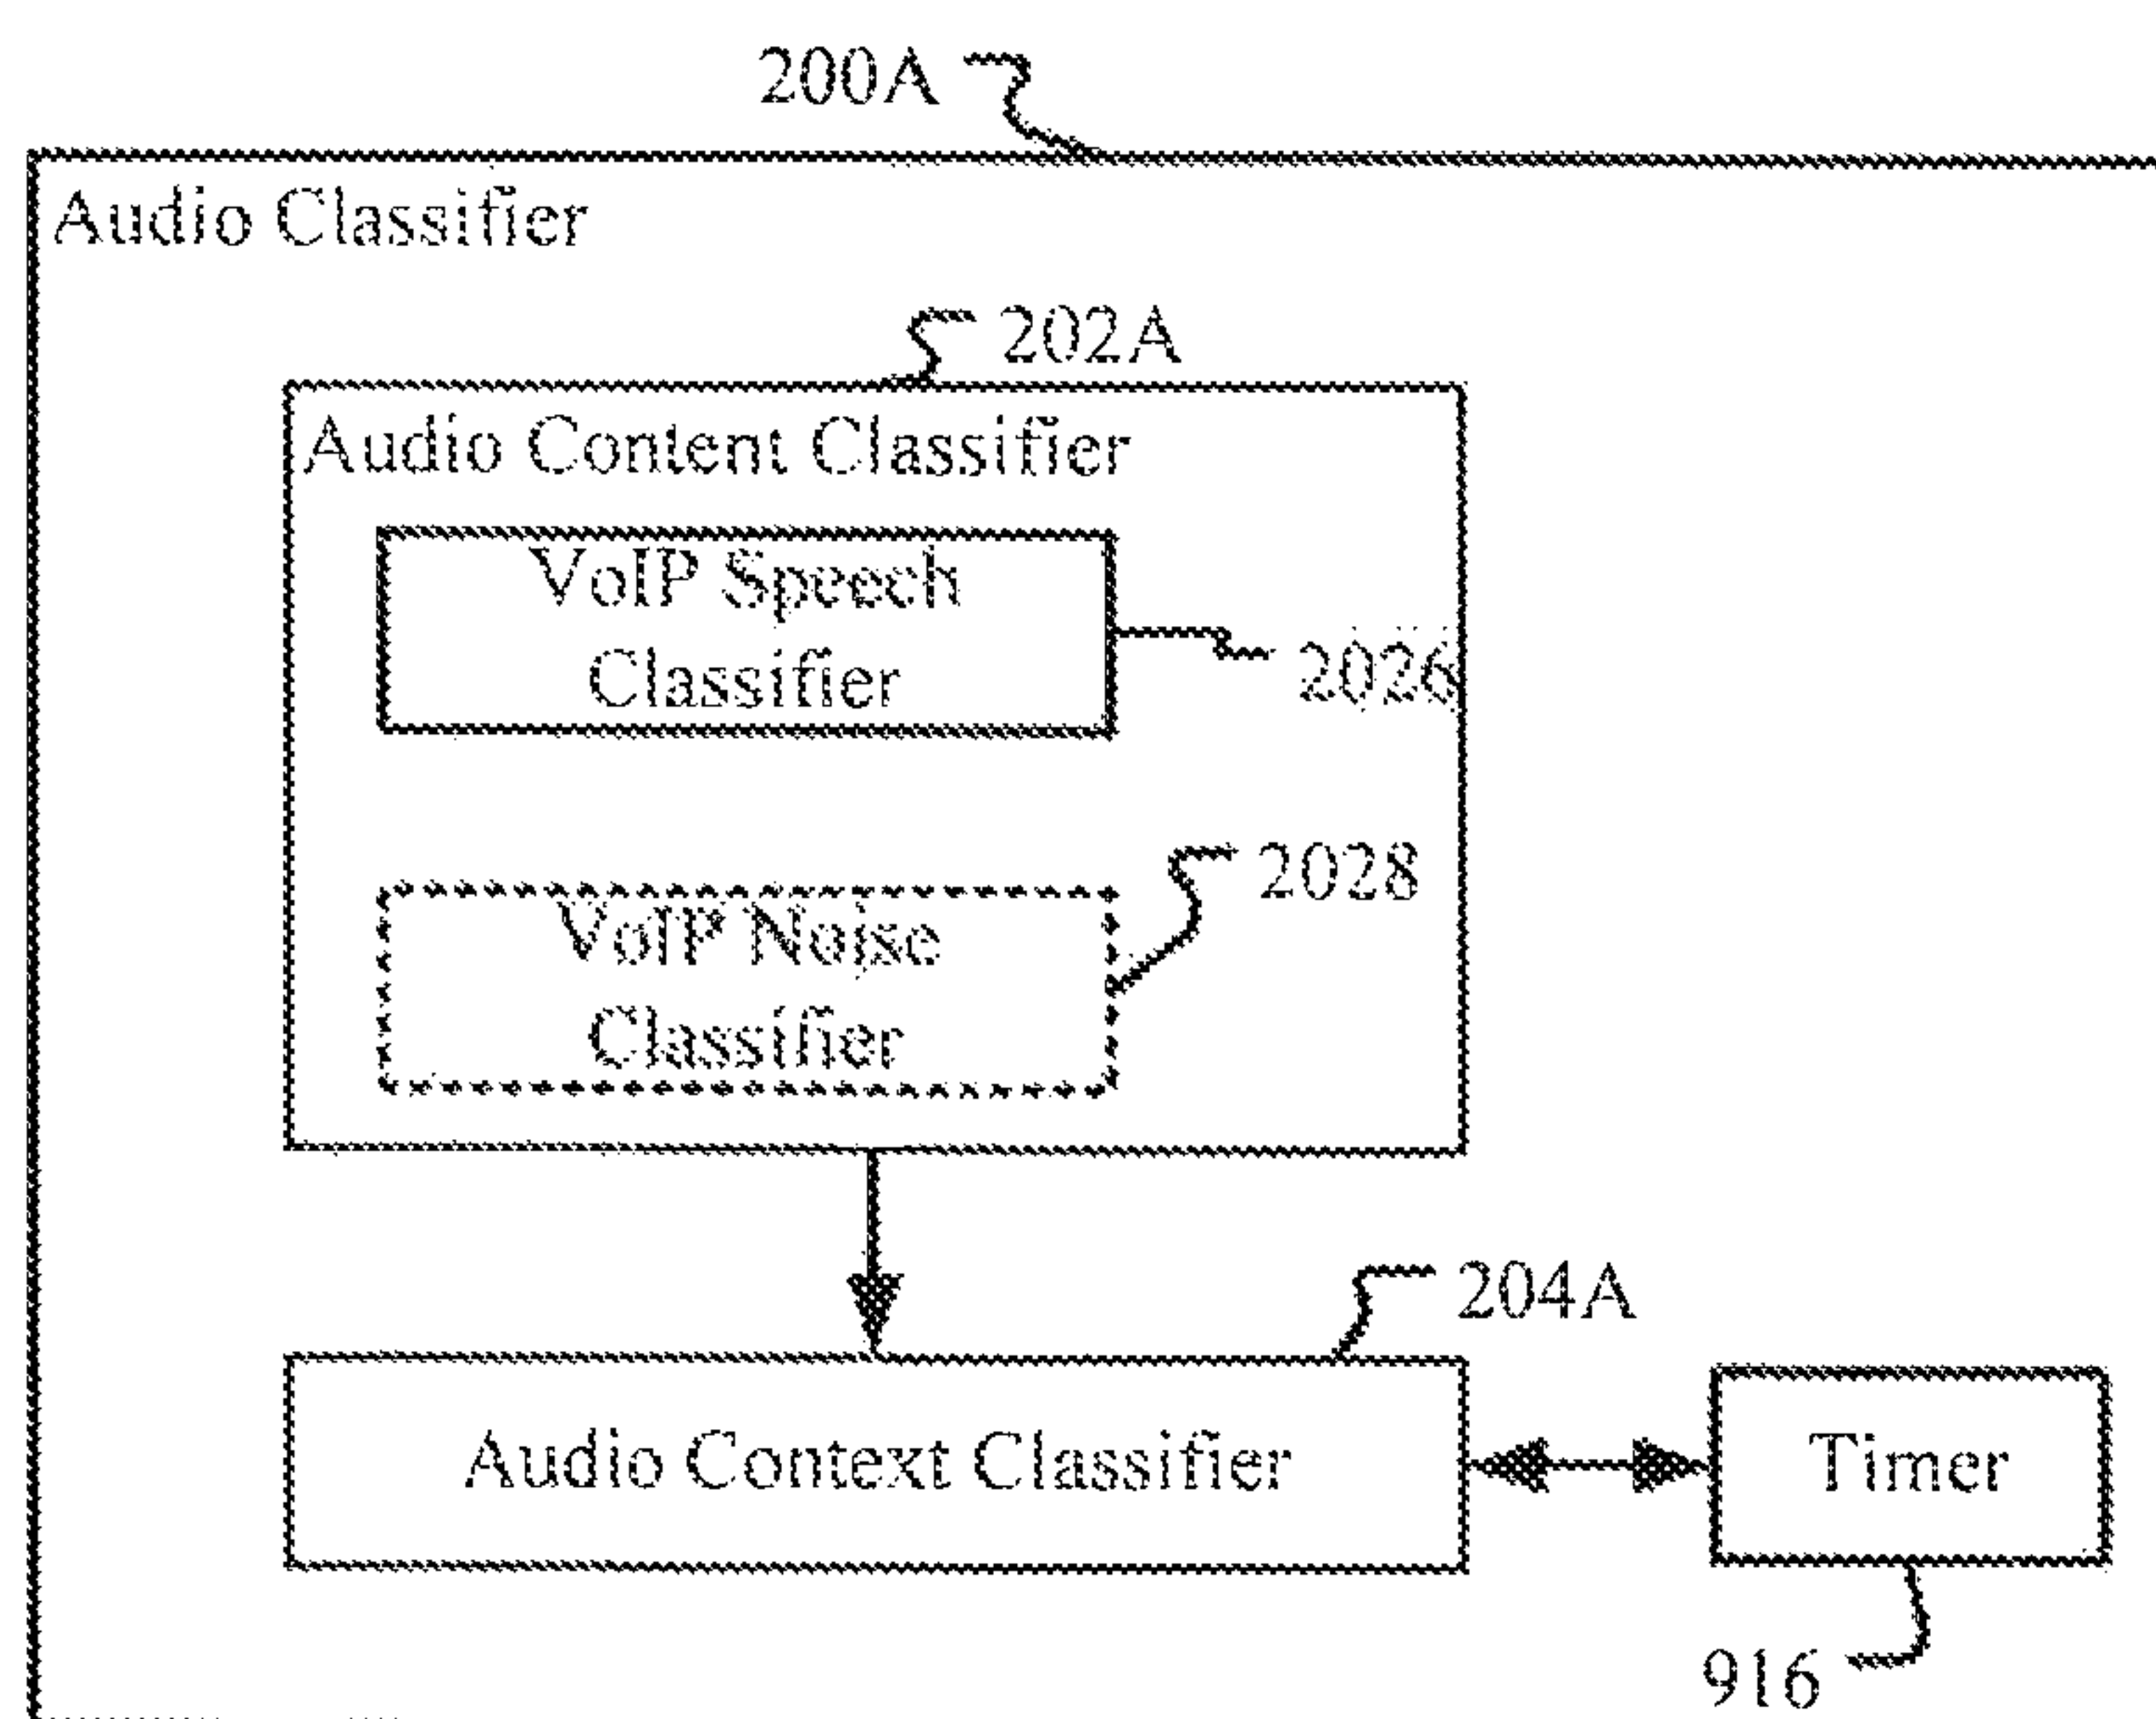 200A
Audio Classifier
202A
Audio Content Classifier
VoIP Speech
Classifier
2026
2028
VoIP Noise
Classifier
204A
Audio Context Classifier
Timer
916